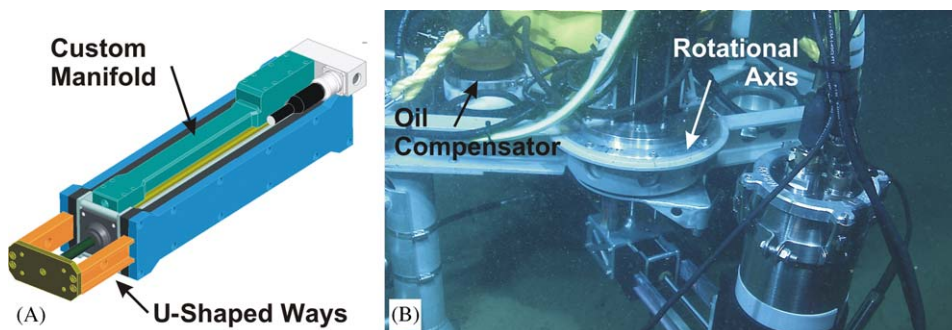 Custom
Manifold
(A)
U-Shaped Ways
Rotational
Axis
Oil
Compensator
(B)